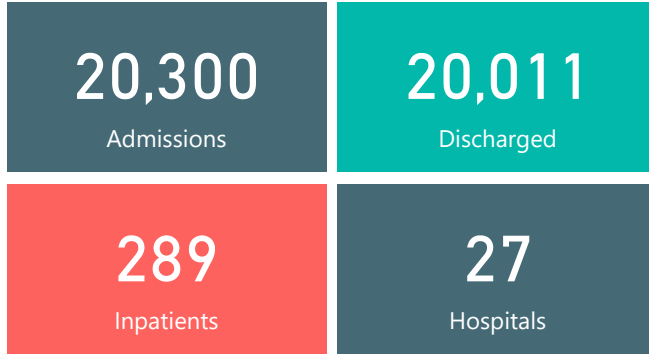 20,300
Admissions
20,011
Discharged
289
Inpatients
27
Hospitals